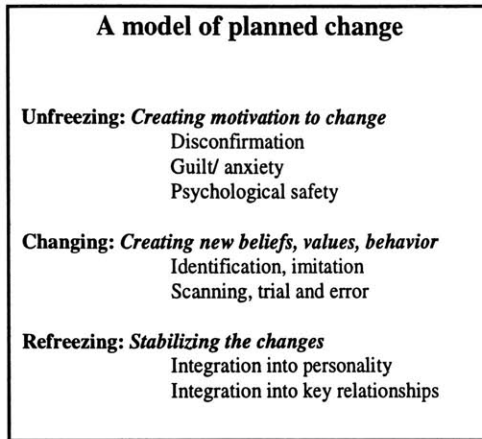 A model of planned change
Unfreezing: Creating motivation to change
Disconfirmation
Guilt/ anxiety
Psychological safety
Changing: Creating new beliefs, values, behavior
Identification, imitation
Scanning, trial and error
Refreezing: Stabilizing the changes
Integration into personality
Integration into key relationships